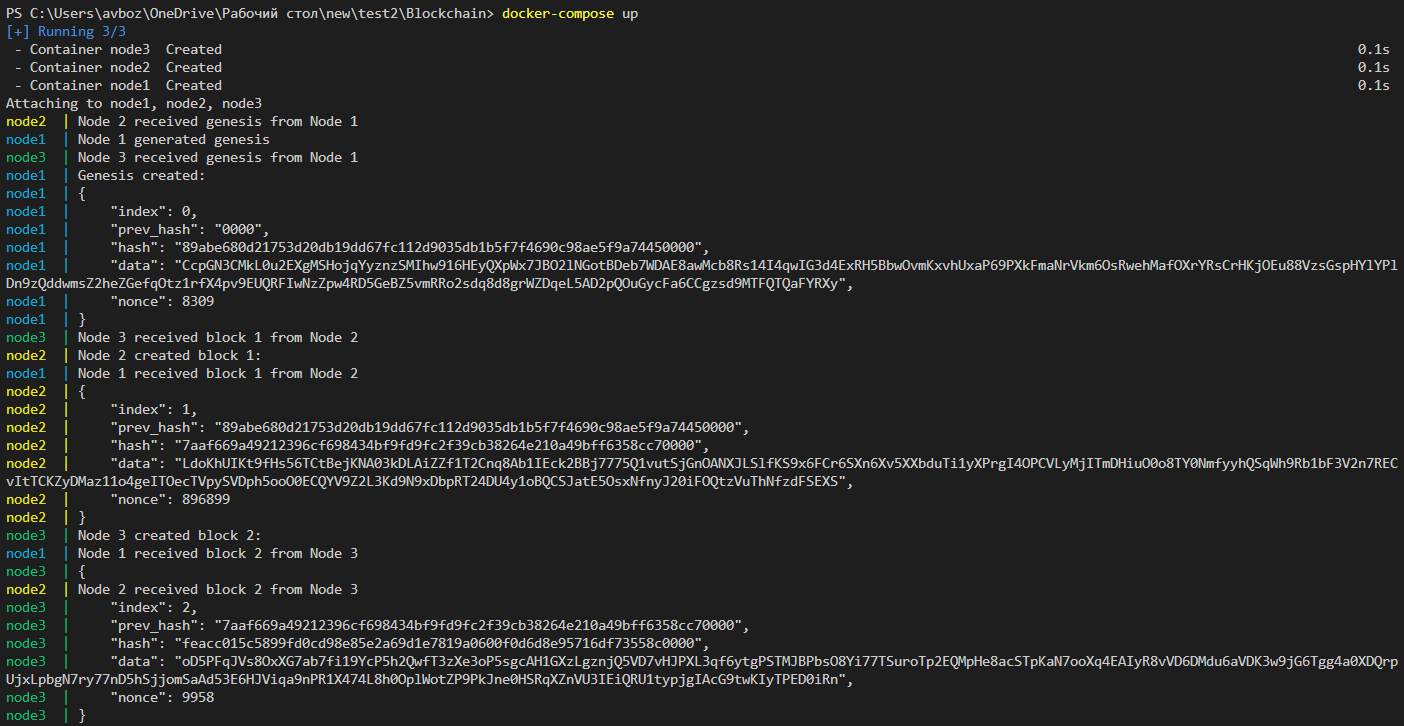 PS C:\Users\avboz\OneDrive\Рабочий стол\new\test2\Blockchain> docker-compose up
[+] Running 3/3
 - Container node3  Created 0.1s
 - Container node2  Created 0.1s
 - Container node1  Created 0.1s
Attaching to node1, node2, node3
node2  | Node 2 received genesis from Node 1
node1  | Node 1 generated genesis
node3  | Node 3 received genesis from Node 1
node1  | Genesis created:
node1  | {
node1  |     "index": 0,
node1  |     "prev_hash": "0000",
node1  |     "hash": "89abe680d21753d20db19dd67fc112d9035db1b5f7f4690c98ae5f9a74450000",
node1  |     "data": "CcpGN3CMkL0u2EXgMSHojqYyznzSMIhw916HEyQXpWx7JBO2lNGotBDeb7WDAE8awMcb8Rs14I4qwIG3d4ExRH5BbwOvmKxvhUxaP69PXkFmaNrVkm6OsRwehMafOXrYRsCrHKjOEu88VzsGspHYlYPl
Dn9zQddwmsZ2heZGefqOtz1rfX4pv9EUQRFIwNzZpw4RD5GeBZ5vmRRo2sdq8d8grWZDqeL5AD2pQOuGycFa6CCgzsd9MTFQTQaFYRXy",
node1  |     "nonce": 8309
node1  | }
node3  | Node 3 received block 1 from Node 2
node2  | Node 2 created block 1:
node1  | Node 1 received block 1 from Node 2
node2  | {
node2  |     "index": 1,
node2  |     "prev_hash": "89abe680d21753d20db19dd67fc112d9035db1b5f7f4690c98ae5f9a74450000",
node2  |     "hash": "7aaf669a49212396cf698434bf9fd9fc2f39cb38264e210a49bff6358cc70000",
node2  |     "data": "LdoKhUIKt9fHs56TCtBejKNA03kDLAiZZf1T2Cnq8Ab1IEck2BBj7775Q1vutSjGnOANXJLSlfKS9x6FCr6SXn6Xv5XXbduTi1yXPrgI4OPCVLyMjITmDHiuO0o8TY0NmfyyhQSqWh9Rb1bF3V2n7REC
vItTCKZyDMaz11o4geITOecTVpySVDph5ooO0ECQYV9Z2L3Kd9N9xDbpRT24DU4y1oBQCSJatE5OsxNfnyJ20iFOQtzVuThNfzdFSEXS",
node2  |     "nonce": 896899
node2  | }
node3  | Node 3 created block 2:
node1  | Node 1 received block 2 from Node 3
node3  | {
node2  | Node 2 received block 2 from Node 3
node3  |     "index": 2,
node3  |     "prev_hash": "7aaf669a49212396cf698434bf9fd9fc2f39cb38264e210a49bff6358cc70000",
node3  |     "hash": "feacc015c5899fd0cd98e85e2a69d1e7819a0600f0d6d8e95716df73558c0000",
node3  |     "data": "oD5PFqJVs8OxXG7ab7fi19YcP5h2QwfT3zXe3oP5sgcAH1GXzLgznjQ5VD7vHJPXL3qf6ytgPSTMJBPbsO8Yi77TSuroTp2EQMpHe8acSTpKaN7ooXq4EAIyR8vVD6DMdu6aVDK3w9jG6Tgg4a0XDQrp
UjxLpbgN7ry77nD5hSjjomSaAd53E6HJViqa9nPR1X474L8h0OplWotZP9PkJne0HSRqXZnVU3IEiQRU1typjgIAcG9twKIyTPED0iRn",
node3  |     "nonce": 9958
node3  | }